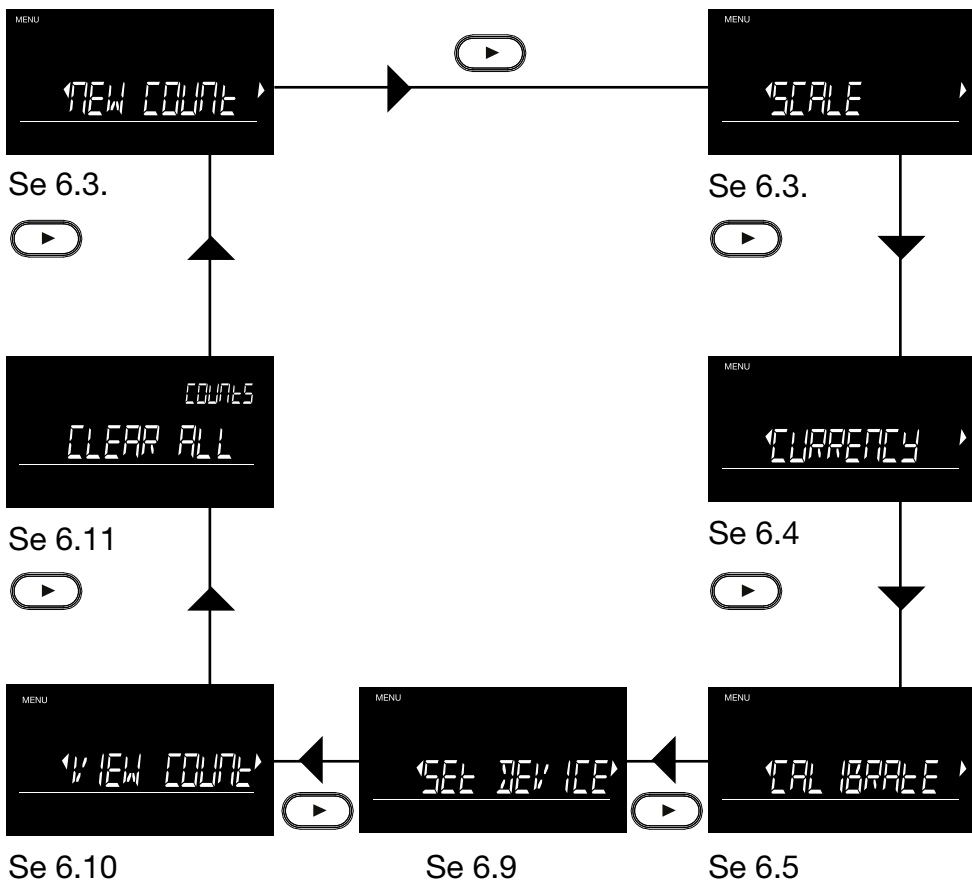 MENU
NEW COUNT
Se 6.3.
MENU
SCALE
Se 6.3.
COUNTS
CLEAR ALL
Se 6.11
MENU
CURRENCY
Se 6.4
MENU
VIEW COUNT
Se 6.10
MENU
SET DEVICE
Se 6.9
MENU
CALIBRATE
Se 6.5